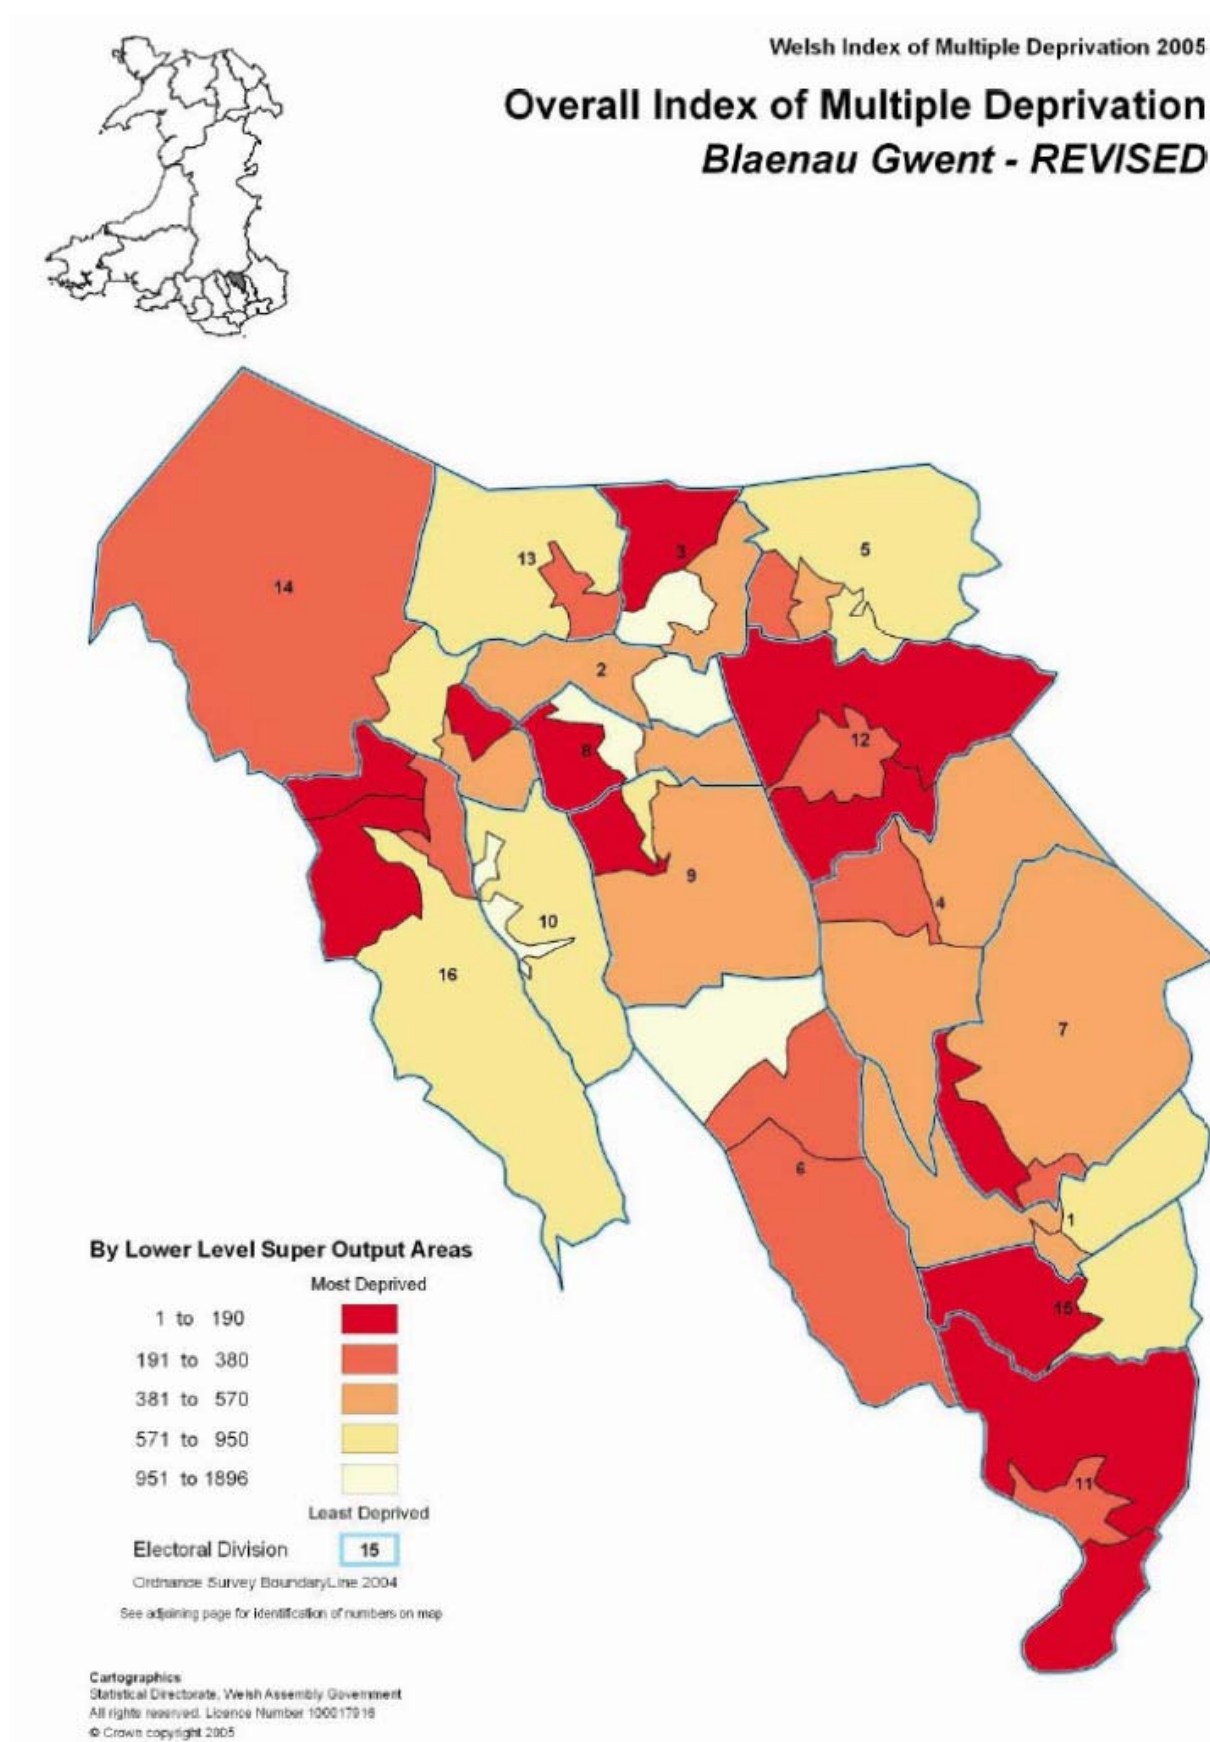 Welsh Index of Multiple Deprivation 2005
Overall Index of Multiple Deprivation
Blaenau Gwent - REVISED
14
13
3
5
2
8
12
9
4
10
16
7
6
1
15
11
By Lower Level Super Output Areas
Most Deprived
1 to 190
191 to 380
381 to 570
571 to 950
951 to 1896
Least Deprived
Electoral Division 15
Ordnance Survey BoundaryLine 2004
See adjoining page for identification of numbers on map
Cartographics
Statistical Directorate, Welsh Assembly Government
All rights reserved. Licence Number 100017916
© Crown copyright 2005